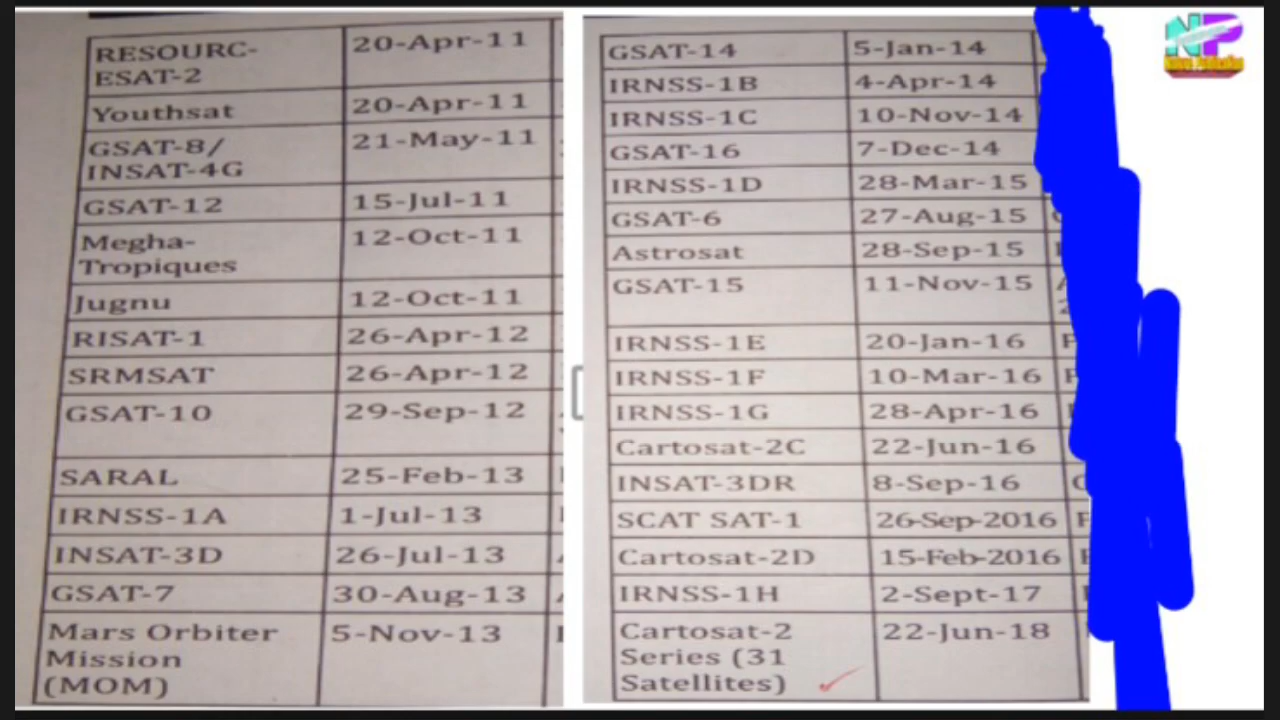 RESOURC- 20-Apr-11
ESAT-2
Youthsat 20-Apr-11
GSAT-8/ 21-May-11
INSAT-4G
GSAT-12 15-Jul-11
Megha- 12-Oct-11
Tropiques
Jugnu 12-Oct-11
RISAT-1 26-Apr-12
SRMSAT 26-Apr-12
GSAT-10 29-Sep-12
SARAL 25-Feb-13
IRNSS-1A 1-Jul-13
INSAT-3D 26-Jul-13
GSAT-7 30-Aug-13
Mars Orbiter 5-Nov-13
Mission
(MOM)
GSAT-14 5-Jan-14
IRNSS-1B 4-Apr-14
IRNSS-1C 10-Nov-14
GSAT-16 7-Dec-14
IRNSS-1D 28-Mar-15
GSAT-6 27-Aug-15
Astrosat 28-Sep-15
GSAT-15 11-Nov-15
IRNSS-1E 20-Jan-16
IRNSS-1F 10-Mar-16
IRNSS-1G 28-Apr-16
Cartosat-2C 22-Jun-16
INSAT-3DR 8-Sep-16
SCAT SAT-1 26-Sep-2016
Cartosat-2D 15-Feb-2016
IRNSS-1H 2-Sept-17
Cartosat-2 22-Jun-18
Series (31
Satellites)
NP